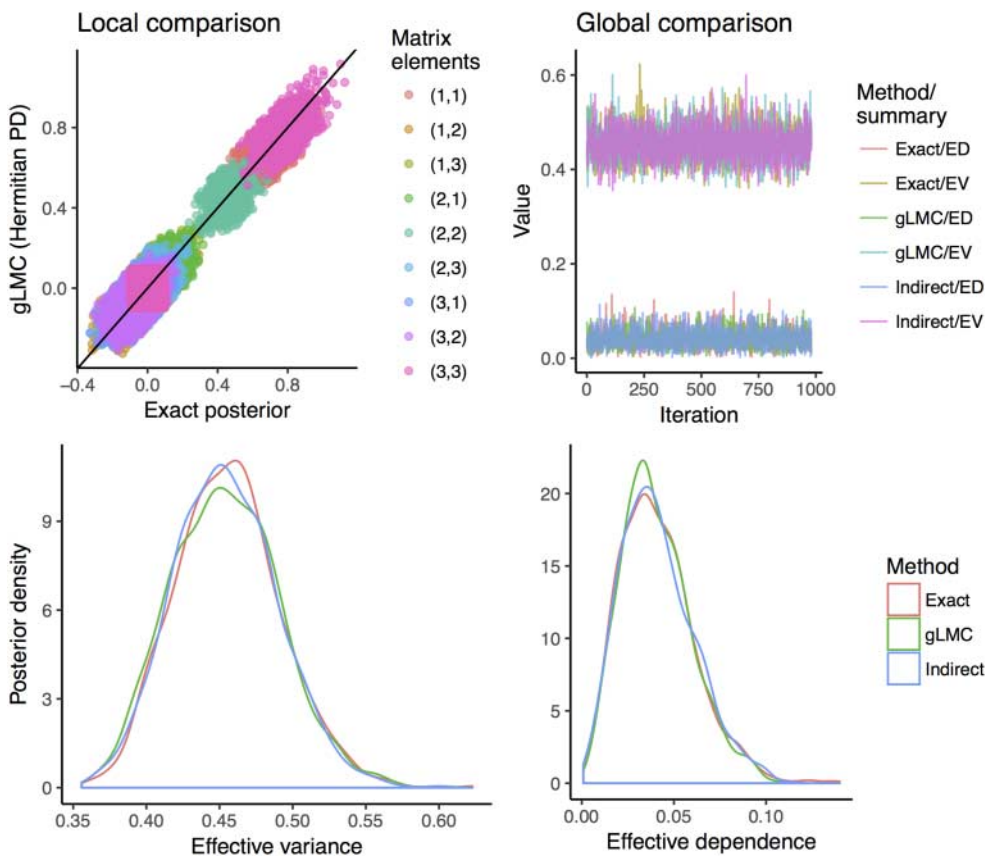 Local comparison
gLMC (Hermitian PD)
0.8
0.4
0.0
−0.4
0.0
0.4
0.8
Exact posterior
Matrix
elements
(1,1)
(1,2)
(1,3)
(2,1)
(2,2)
(2,3)
(3,1)
(3,2)
(3,3)
Global comparison
Value
0.6
0.4
0.2
0.0
0
250
500
750
1000
Iteration
Method/
summary
Exact/ED
Exact/EV
gLMC/ED
gLMC/EV
Indirect/ED
Indirect/EV
Posterior density
9
6
3
0
0.35
0.40
0.45
0.50
0.55
0.60
Effective variance
20
15
10
5
0
0.00
0.05
0.10
Effective dependence
Method
Exact
gLMC
Indirect